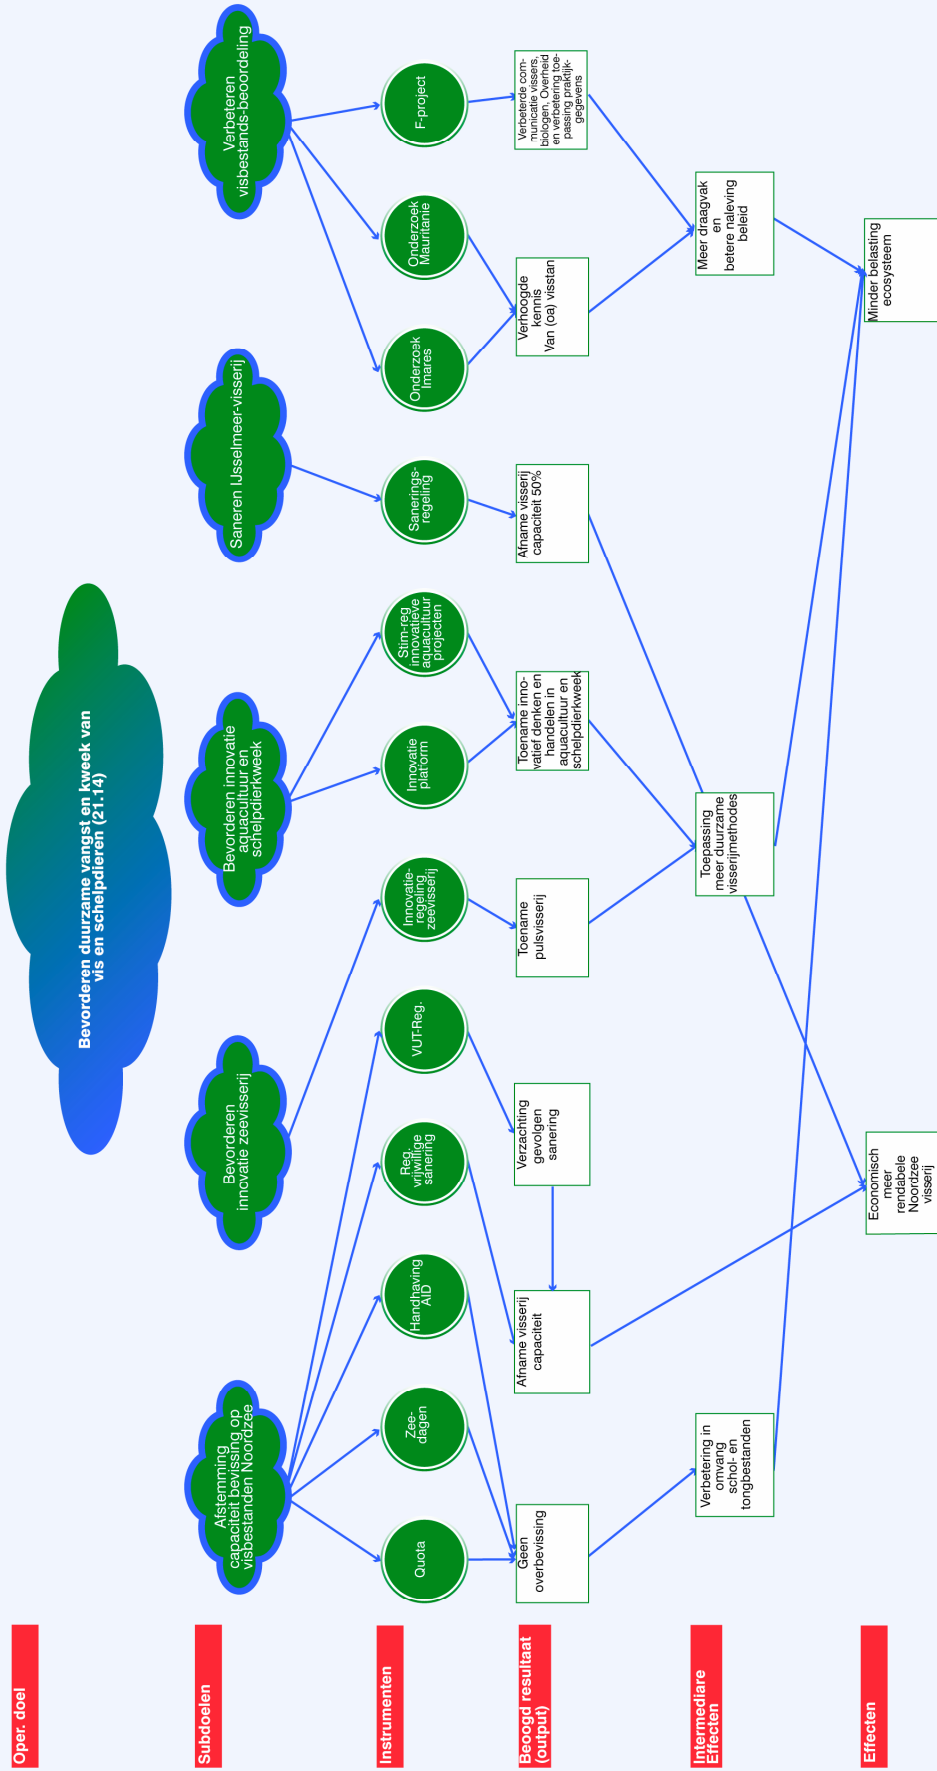 Oper. doel
Bevorderen duurzame vangst en kweek van
vis en schelpdieren (21.14)
Subdoelen
Afstemming
capaciteit bevissing op
visbestanden Noordzee
Bevorderen
innovatie zeevisserij
Bevorderen innovatie
aquacultuur en
schelpdierkweek
Saneren IJsselmeer-visserij
Verbeteren
visbestands-beoordeling
Instrumenten
Quota
Zee-
dagen
Handhaving
AID
Reg.
vrijwillige
sanering
VUT-Reg.
Innovatie-
regeling
zeevisserij
Innovatie
platform
Stim-reg
innovatieve
aquacultuur
projecten
Sanerings-
regeling
Onderzoek
Imares
Onderzoek
Mauritanie
F-project
Beoogd resultaat
(output)
Geen
overbevissing
Afname visserij
capaciteit
Verzachting
gevolgen
sanering
Toename
pulsvisserij
Toename inno-
vatief denken en
handelen in
aquacultuur en
schelpdierkweek
Afname visserij
capaciteit 50%
Verhoogde
kennis
Van (oa) visstan
Verbeterde com-
municatie vissers,
biologen, Overheid
en verbetering toe-
passing praktijk-
gegevens
Intermediare
Effecten
Verbetering in
omvang
schol- en
tongbestanden
Toepassing
meer duurzame
visserijmethodes
Meer draagvak
en
betere naleving
beleid
Effecten
Economisch
meer
rendabele
Noordzee
visserij
Minder belasting
ecosysteem